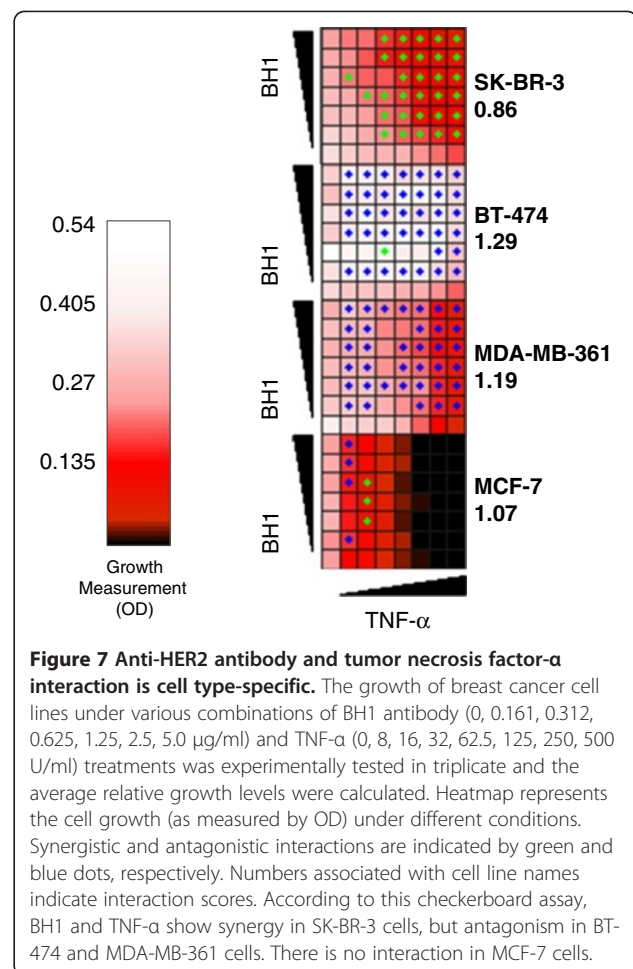 BH1
SK-BR-3
0.86
BH1
BT-474
1.29
0.54
0.405
0.27
0.135
Growth
Measurement
(OD)
BH1
MDA-MB-361
1.19
BH1
MCF-7
1.07
TNF-α
Figure 7 Anti-HER2 antibody and tumor necrosis factor-α
interaction is cell type-specific. The growth of breast cancer cell
lines under various combinations of BH1 antibody (0, 0.161, 0.312,
0.625, 1.25, 2.5, 5.0 μg/ml) and TNF-α (0, 8, 16, 32, 62.5, 125, 250, 500
U/ml) treatments was experimentally tested in triplicate and the
average relative growth levels were calculated. Heatmap represents
the cell growth (as measured by OD) under different conditions.
Synergistic and antagonistic interactions are indicated by green and
blue dots, respectively. Numbers associated with cell line names
indicate interaction scores. According to this checkerboard assay,
BH1 and TNF-α show synergy in SK-BR-3 cells, but antagonism in BT-
474 and MDA-MB-361 cells. There is no interaction in MCF-7 cells.